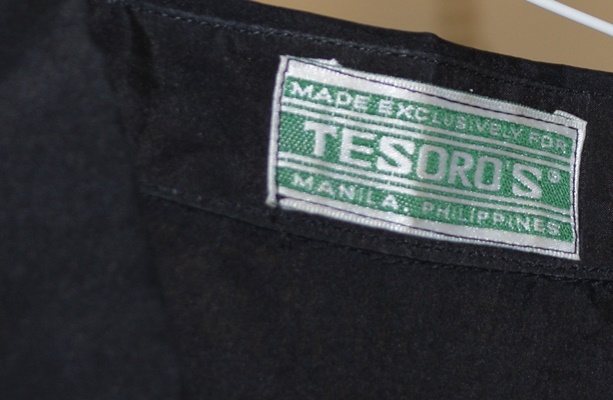 MADE EXCLUSIVELY FOR
TESORO'S®
MANILA, PHILIPPINES